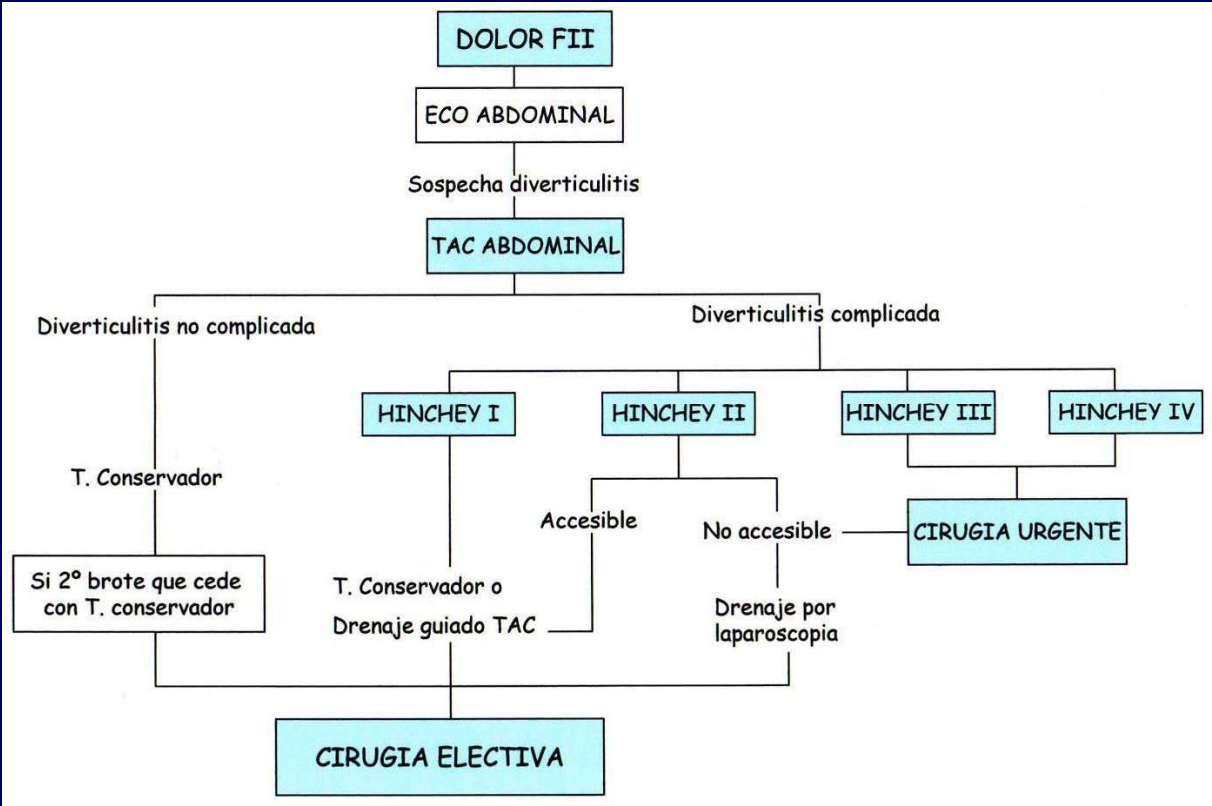 DOLOR FII
ECO ABDOMINAL
Sospecha diverticulitis
TAC ABDOMINAL
Diverticulitis no complicada
Diverticulitis complicada
HINCHEY I
HINCHEY II
HINCHEY III
HINCHEY IV
T. Conservador
Accesible
No accesible
CIRUGIA URGENTE
Si 2º brote que cede
con T. conservador
T. Conservador o
Drenaje guiado TAC
Drenaje por
laparoscopia
CIRUGIA ELECTIVA